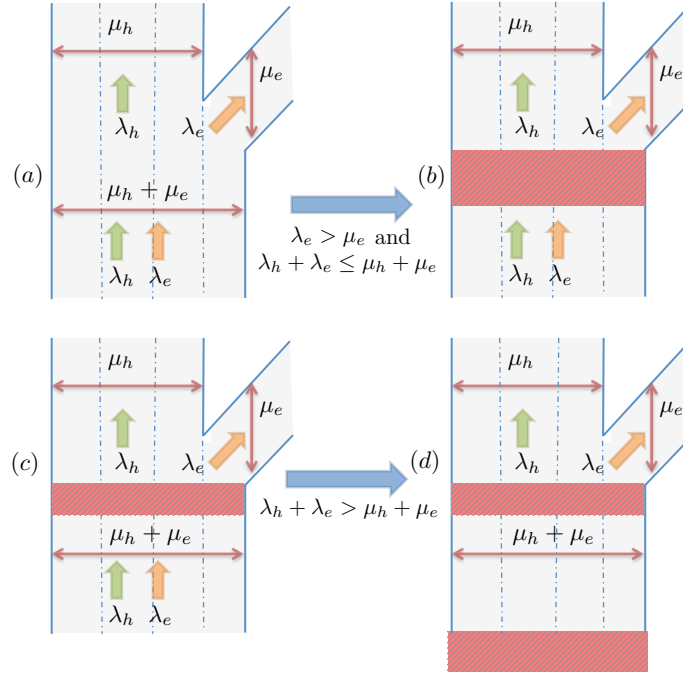 μ_h
μ_e
λ_h
λ_e
(a)
μ_h + μ_e
λ_h
λ_e
λ_e > μ_e and
λ_h + λ_e ≤ μ_h + μ_e
μ_h
μ_e
λ_h
λ_e
(b)
λ_h
λ_e
μ_h
μ_e
λ_h
λ_e
(c)
μ_h + μ_e
λ_h
λ_e
λ_h + λ_e > μ_h + μ_e
μ_h
μ_e
λ_h
λ_e
(d)
μ_h + μ_e